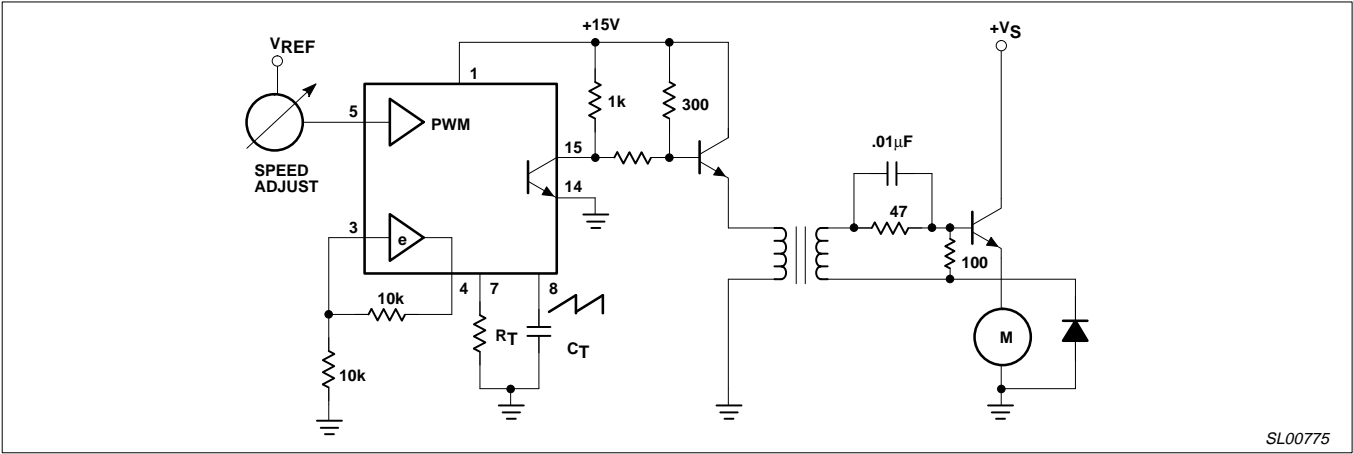 +15V
+VS
VREF
1
1k
300
5
PWM
.01μF
15
SPEED
ADJUST
14
47
3
e
100
4
7
8
10k
RT
CT
M
10k
SL00775